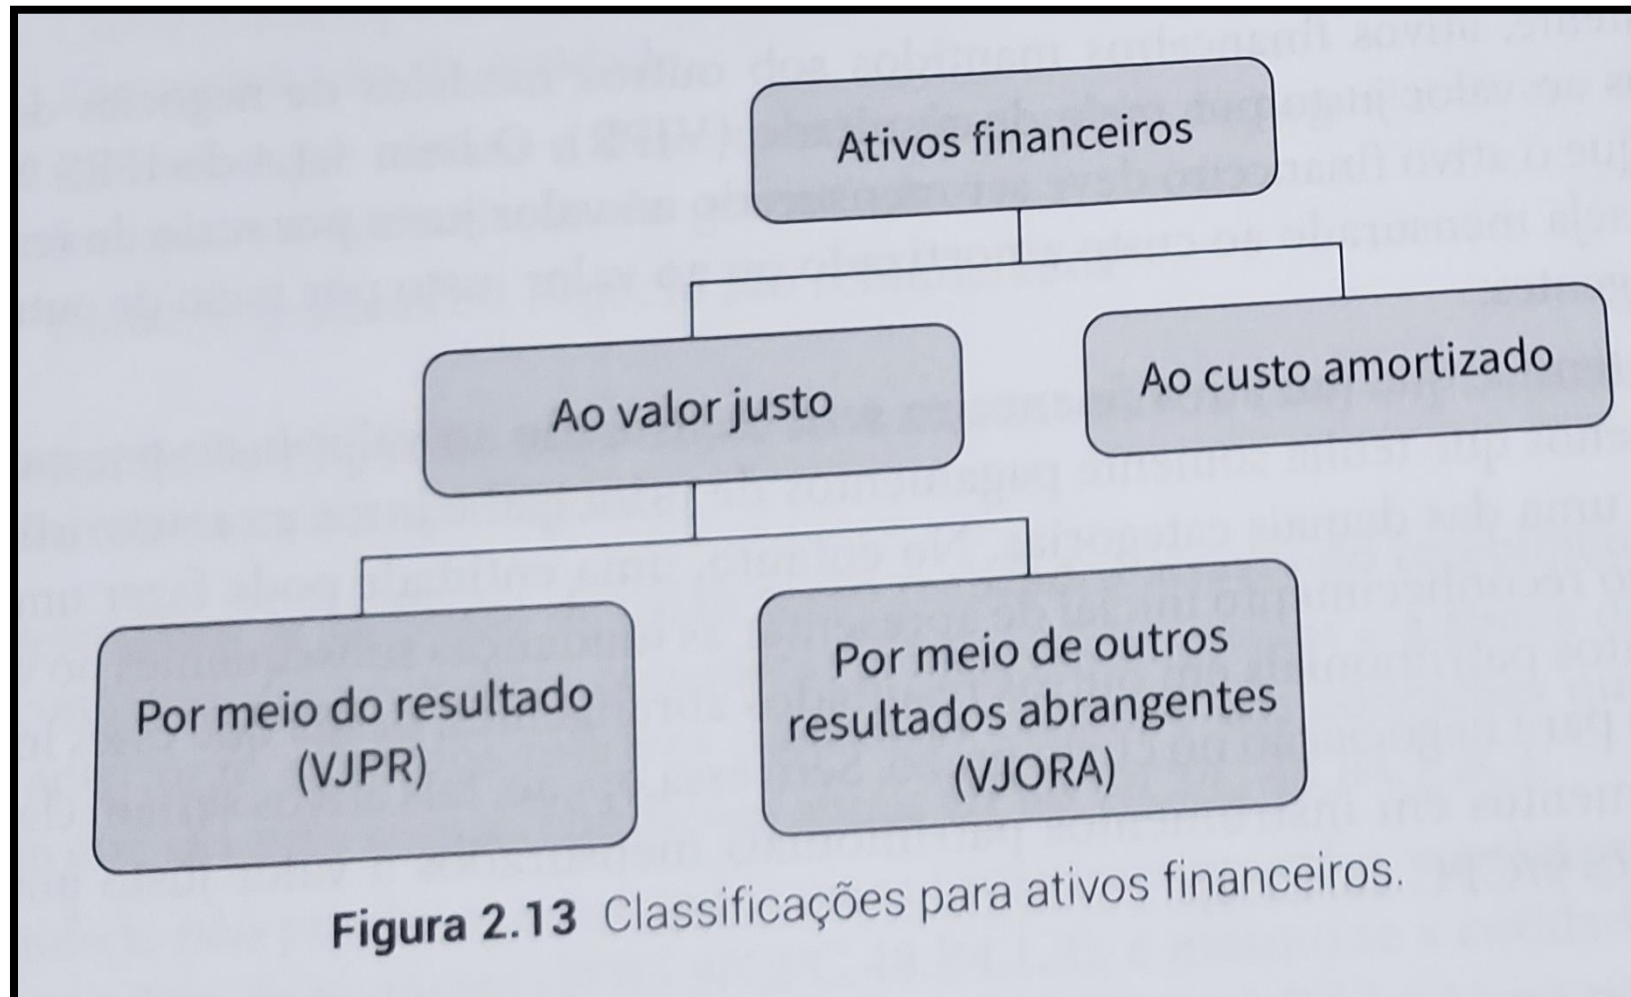 Ativos financeiros
Ao valor justo
Ao custo amortizado
Por meio do resultado
(VJPR)
Por meio de outros
resultados abrangentes
(VJORA)
Figura 2.13 Classificações para ativos financeiros.